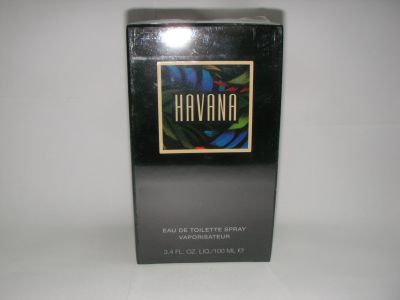 HAVANA
EAU DE TOILETTE SPRAY
VAPORISATEUR
3.4 FL. OZ. LIQ./100 ML ℮